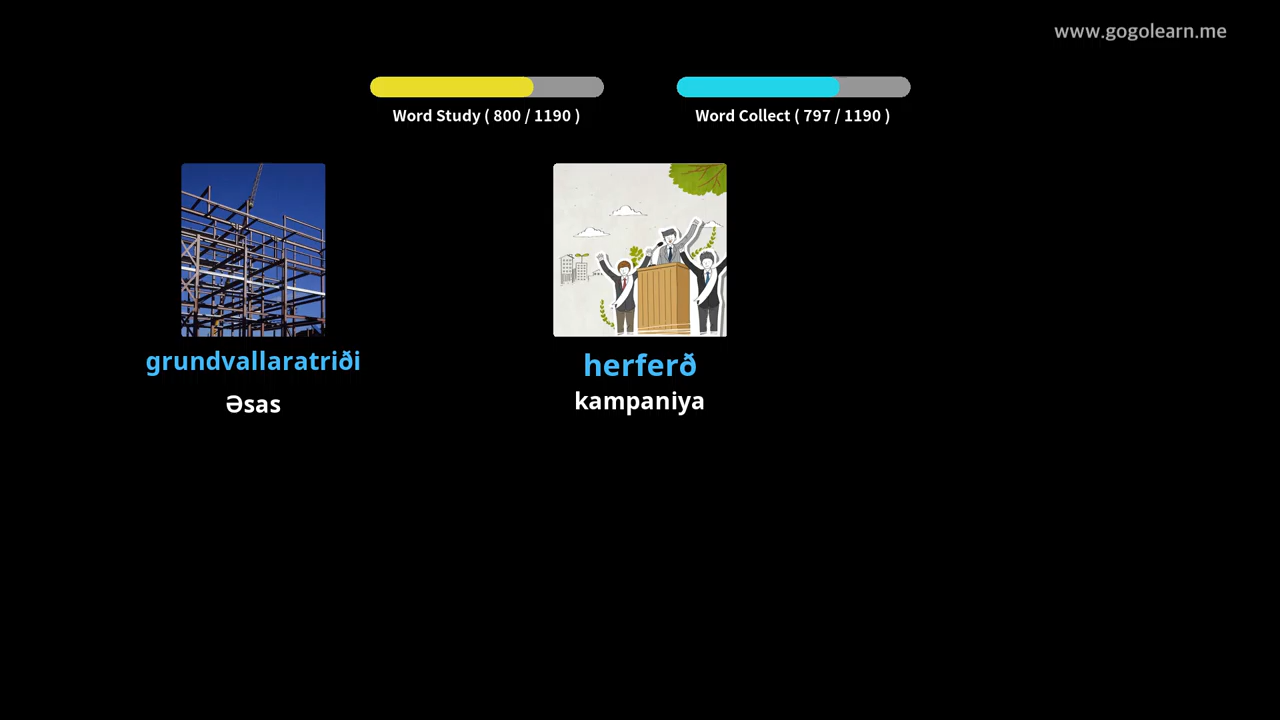 www.gogolearn.me
Word Study ( 800 / 1190 )
Word Collect ( 797 / 1190 )
grundvallaratriði
Əsas
herferð
kampaniya